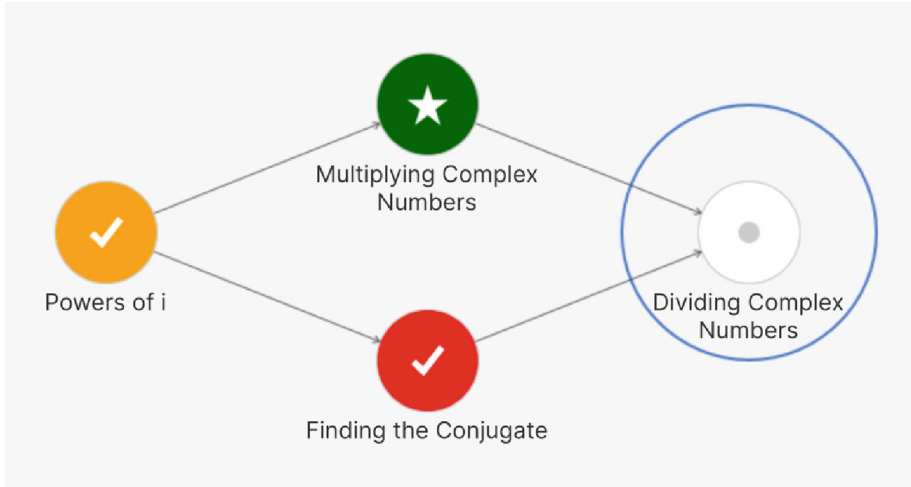 Multiplying Complex
Numbers
Powers of i
Dividing Complex
Numbers
Finding the Conjugate